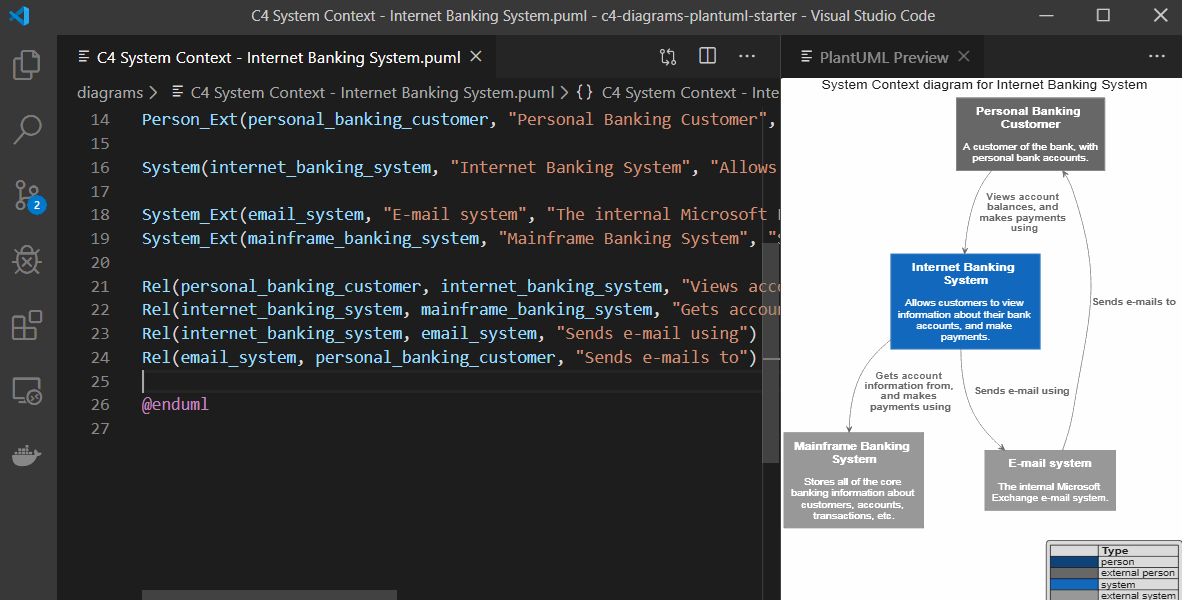 C4 System Context - Internet Banking System.puml - c4-diagrams-plantuml-starter - Visual Studio Code
C4 System Context - Internet Banking System.puml
diagrams > C4 System Context - Internet Banking System.puml > {} C4 System Context - Inte
14 Person_Ext(personal_banking_customer, "Personal Banking Customer",
15
16 System(internet_banking_system, "Internet Banking System", "Allows
17
18 System_Ext(email_system, "E-mail system", "The internal Microsoft
19 System_Ext(mainframe_banking_system, "Mainframe Banking System", "S
20
21 Rel(personal_banking_customer, internet_banking_system, "Views acc
22 Rel(internet_banking_system, mainframe_banking_system, "Gets accou
23 Rel(internet_banking_system, email_system, "Sends e-mail using")
24 Rel(email_system, personal_banking_customer, "Sends e-mails to")
25
26 @enduml
27
2
PlantUML Preview
System Context diagram for Internet Banking System
Personal Banking
Customer
A customer of the bank, with
personal bank accounts.
Views account
balances, and
makes payments
using
Internet Banking
System
Allows customers to view
information about their bank
accounts, and make
payments.
Sends e-mails to
Gets account
information from,
and makes
payments using
Sends e-mail using
Mainframe Banking
System
Stores all of the core
banking information about
customers, accounts,
transactions, etc.
E-mail system
The internal Microsoft
Exchange e-mail system.
Type
person
external person
system
external system